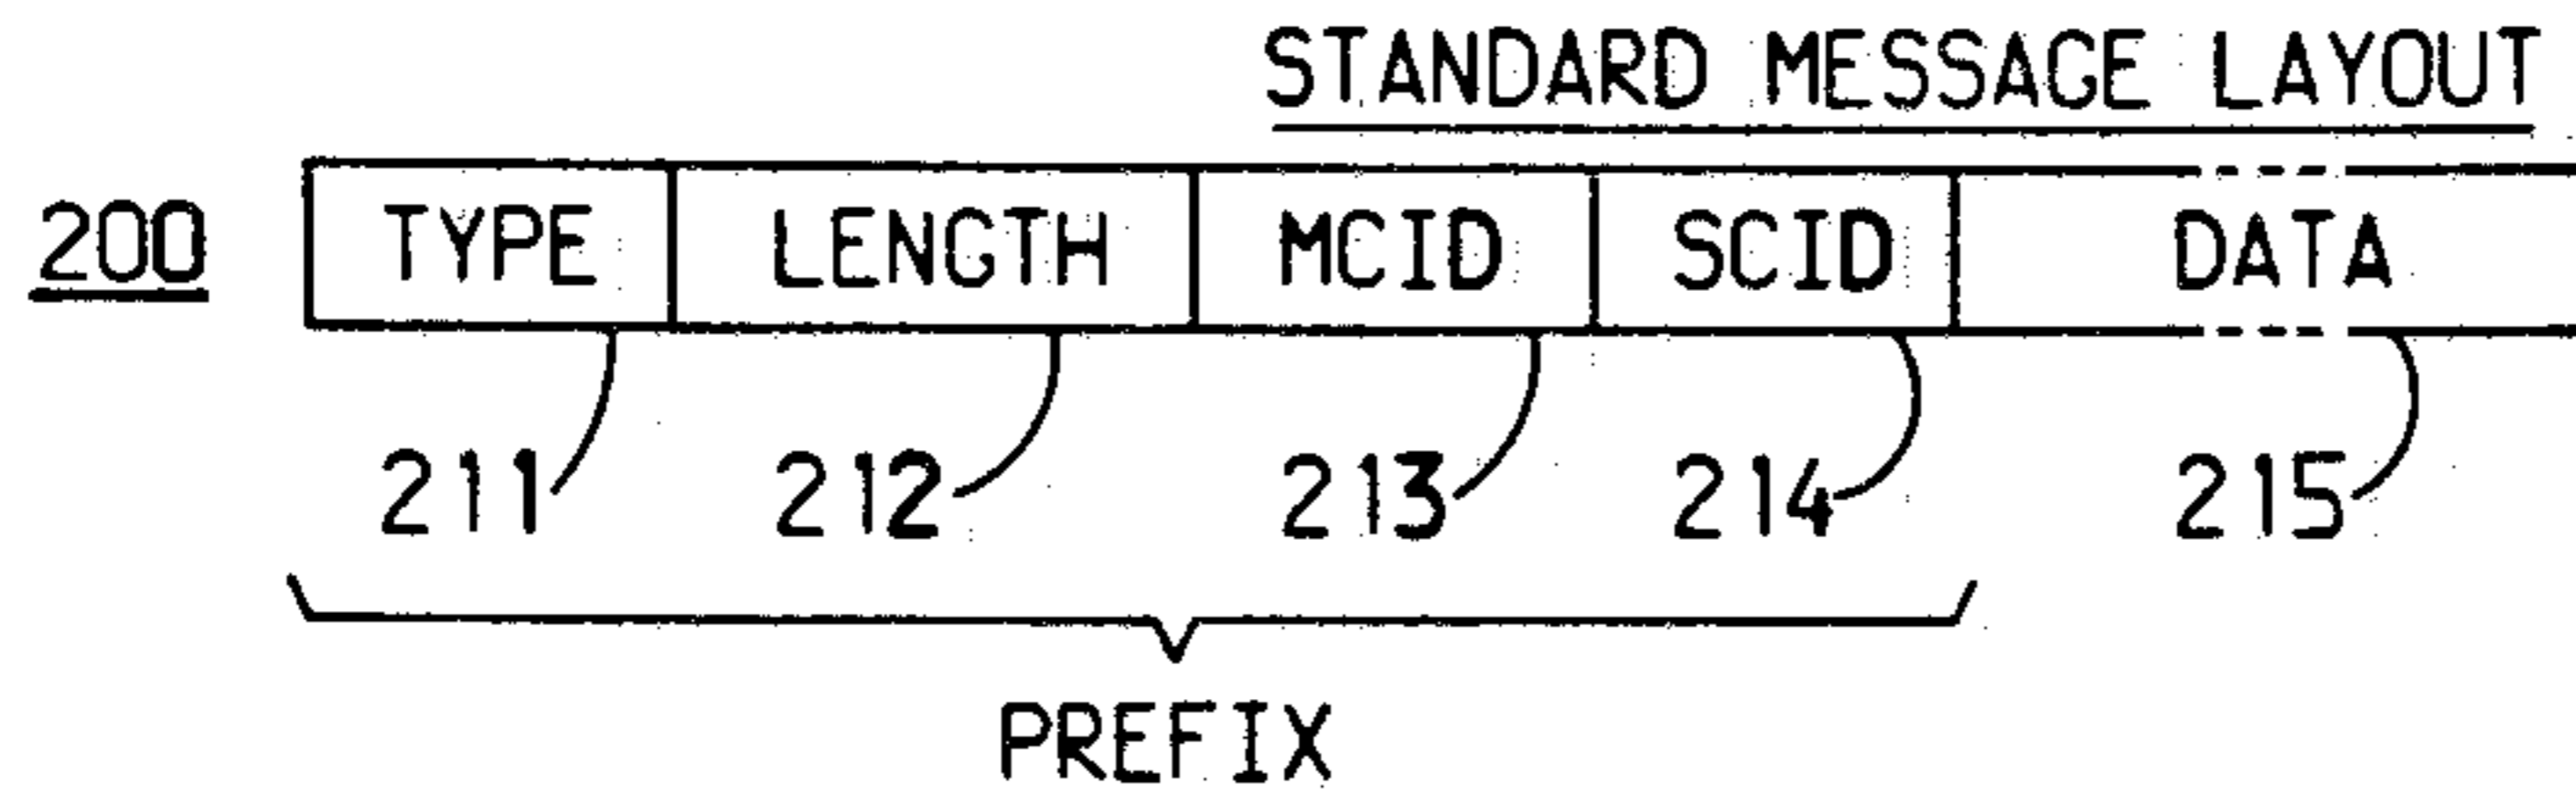 STANDARD MESSAGE LAYOUT
200 TYPE LENGTH MCID SCID DATA
211 212 213 214 215
PREFIX